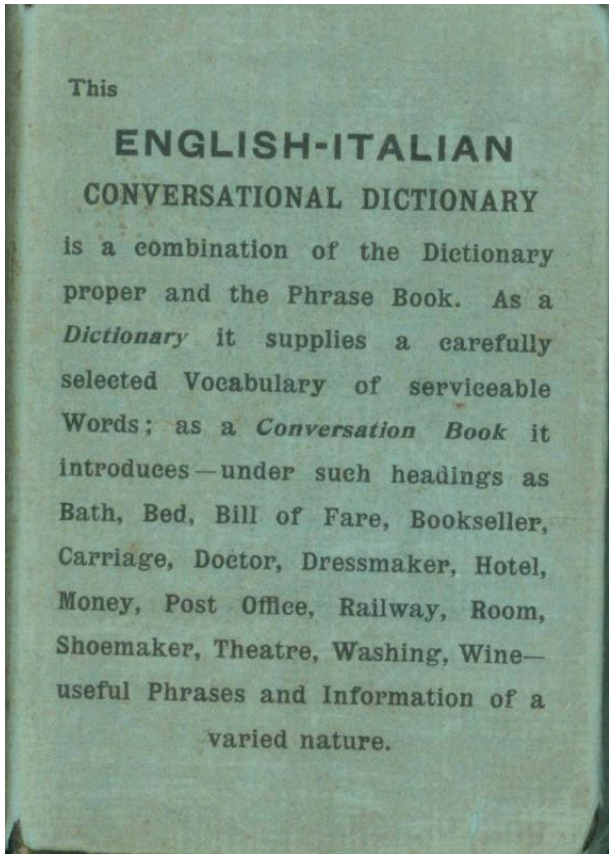 This
ENGLISH-ITALIAN
CONVERSATIONAL DICTIONARY
is a combination of the Dictionary
proper and the Phrase Book. As a
Dictionary it supplies a carefully
selected Vocabulary of serviceable
Words; as a Conversation Book it
introduces—under such headings as
Bath, Bed, Bill of Fare, Bookseller,
Carriage, Doctor, Dressmaker, Hotel,
Money, Post Office, Railway, Room,
Shoemaker, Theatre, Washing, Wine—
useful Phrases and Information of a
varied nature.